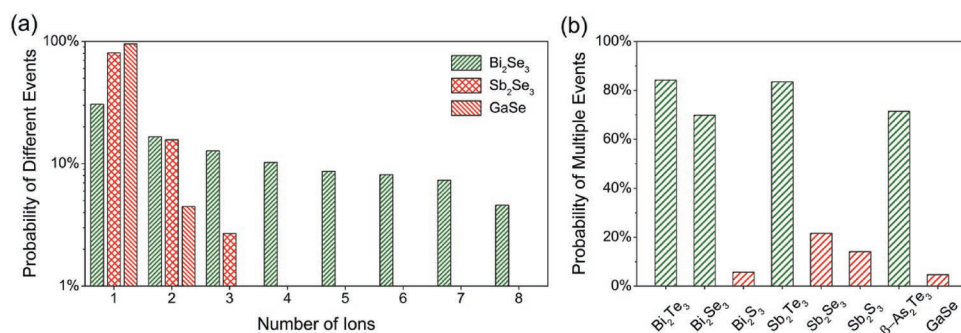 (a)
Probability of Different Events
100%
10%
1%
Bi₂Se₃
Sb₂Se₃
GaSe
1 2 3 4 5 6 7 8
Number of Ions
(b)
Probability of Multiple Events
100%
80%
60%
40%
20%
0%
Bi₂Te₃
Bi₂Se₃
Bi₂S₃
Sb₂Te₃
Sb₂Se₃
Sb₂S₃
β–As₂Te₃
GaSe